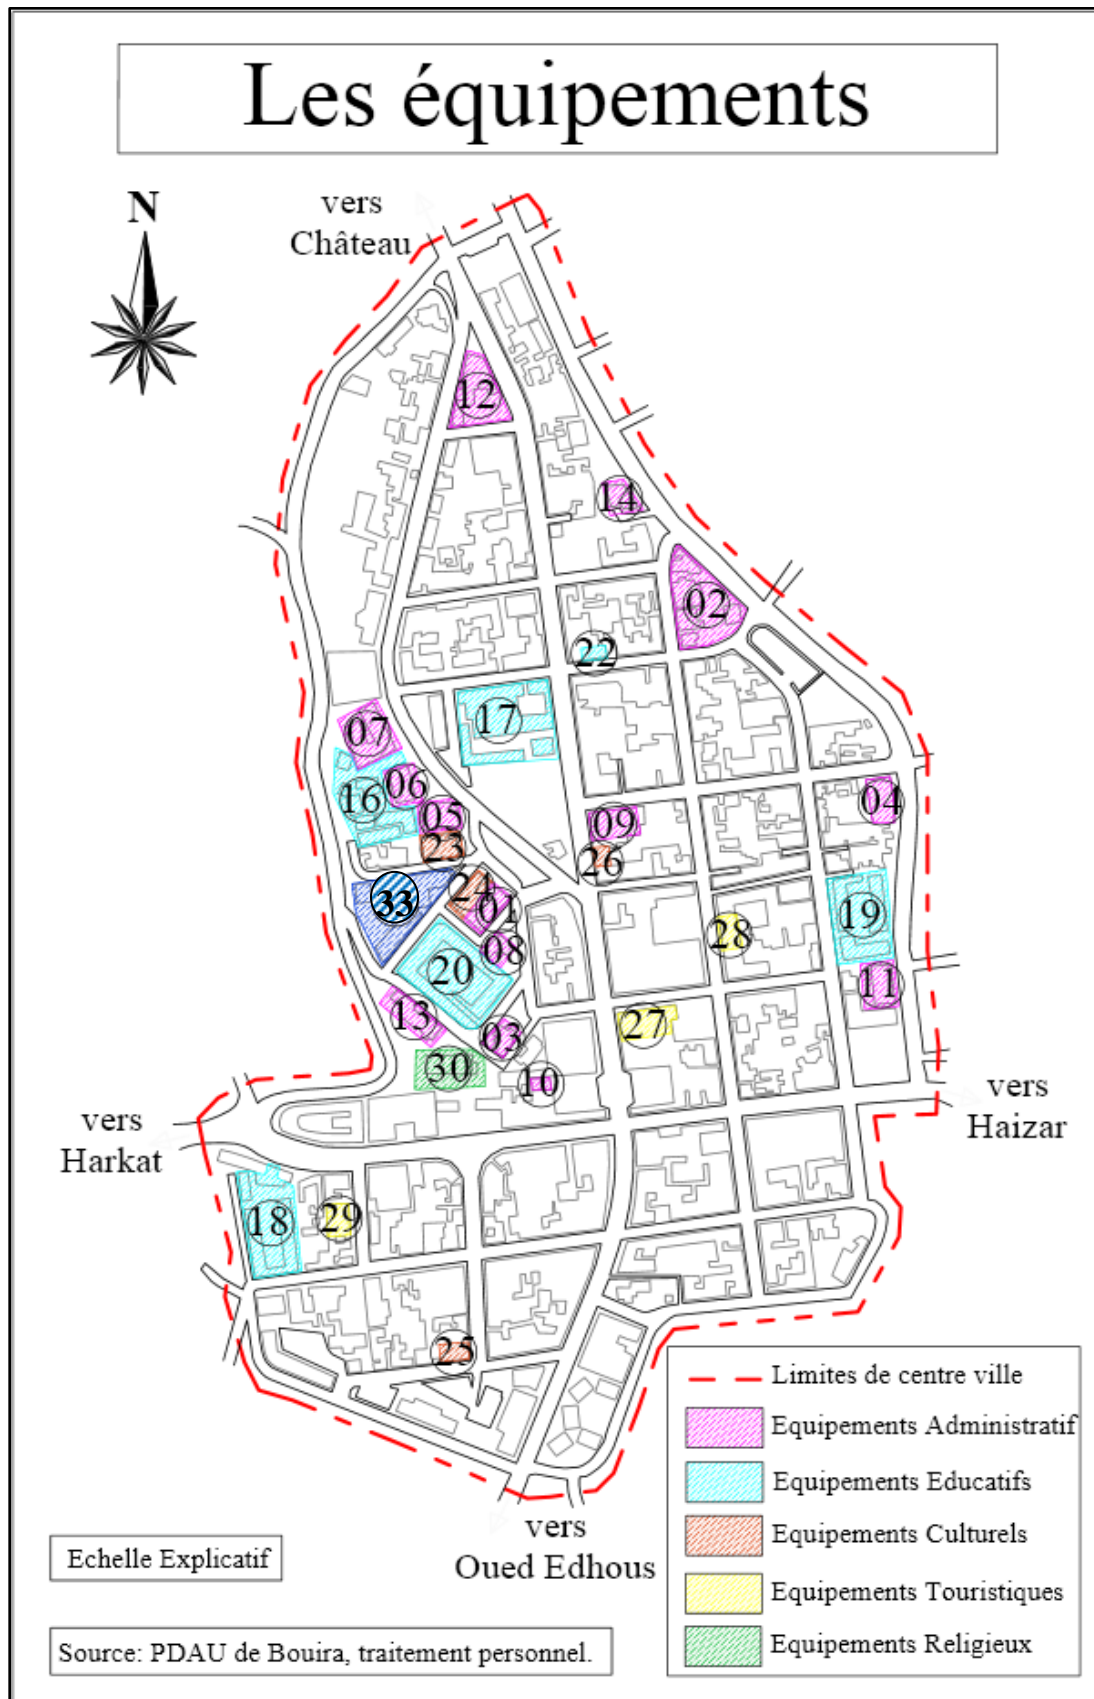 Les équipements
N
vers
Château
12
14
02
22
17
07
06
16
05
04
09
23
26
24
33
01
19
28
08
20
11
13
27
03
30
10
vers
Haizar
vers
Harkat
18
29
25
Limites de centre ville
Equipements Administratif
Equipements Educatifs
Equipements Culturels
Equipements Touristiques
Equipements Religieux
vers
Oued Edhous
Echelle Explicatif
Source: PDAU de Bouira, traitement personnel.